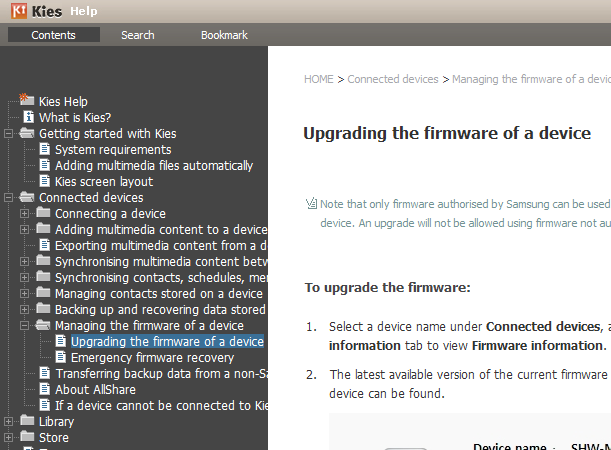 Kies Help
Contents Search Bookmark
Kies Help
What is Kies?
Getting started with Kies
System requirements
Adding multimedia files automatically
Kies screen layout
Connected devices
Connecting a device
Adding multimedia content to a device
Exporting multimedia content from a d
Synchronising multimedia content betw
Synchronising contacts, schedules, mem
Managing contacts stored on a device
Backing up and recovering data stored
Managing the firmware of a device
Upgrading the firmware of a device
Emergency firmware recovery
Transferring backup data from a non-Sa
About AllShare
If a device cannot be connected to Kie
Library
Store
HOME > Connected devices > Managing the firmware of a devic
Upgrading the firmware of a device
Note that only firmware authorised by Samsung can be used
device. An upgrade will not be allowed using firmware not au
To upgrade the firmware:
1. Select a device name under Connected devices, a
information tab to view Firmware information.
2. The latest available version of the current firmware
device can be found.
Device name : SHW-M